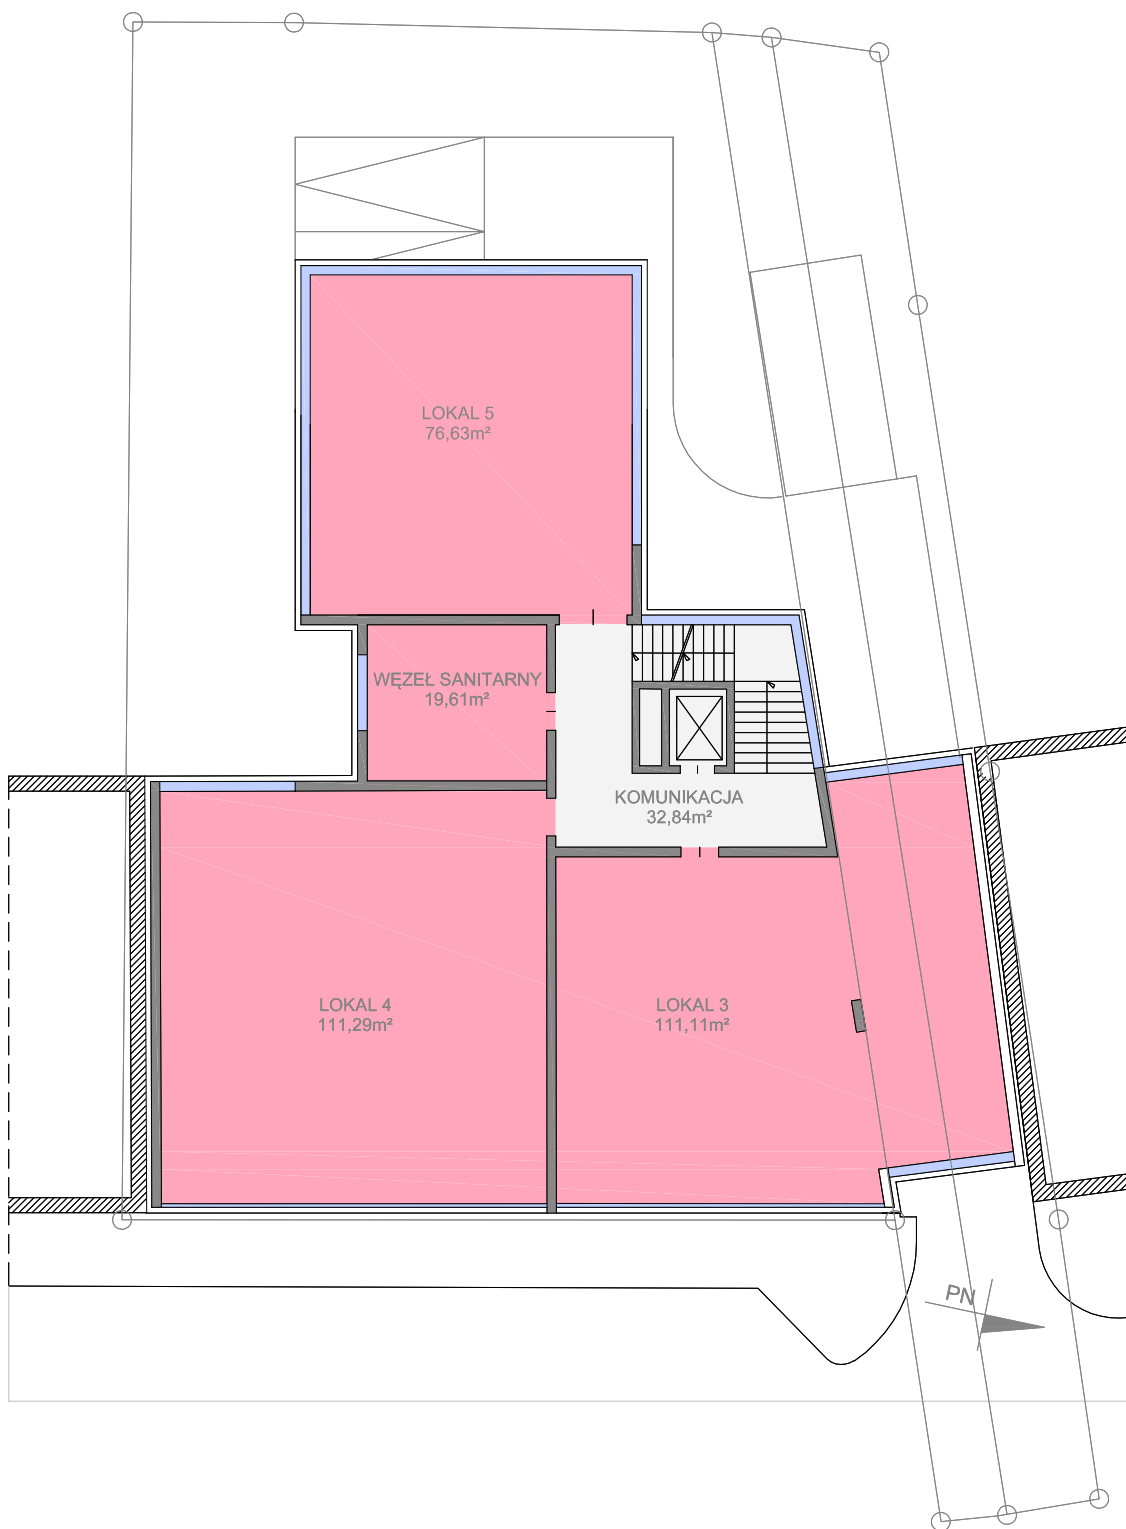 LOKAL 5
76,63m²
WĘZEŁ SANITARNY
19,61m²
KOMUNIKACJA
32,84m²
LOKAL 4
111,29m²
LOKAL 3
111,11m²
PN